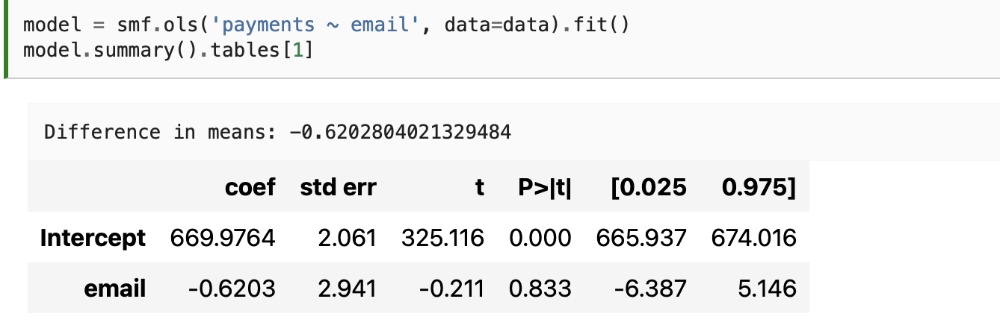 model = smf.ols('payments ~ email', data=data).fit()
model.summary().tables[1]
Difference in means: -0.6202804021329484
coef std err t P>|t| [0.025 0.975]
Intercept 669.9764 2.061 325.116 0.000 665.937 674.016
email -0.6203 2.941 -0.211 0.833 -6.387 5.146